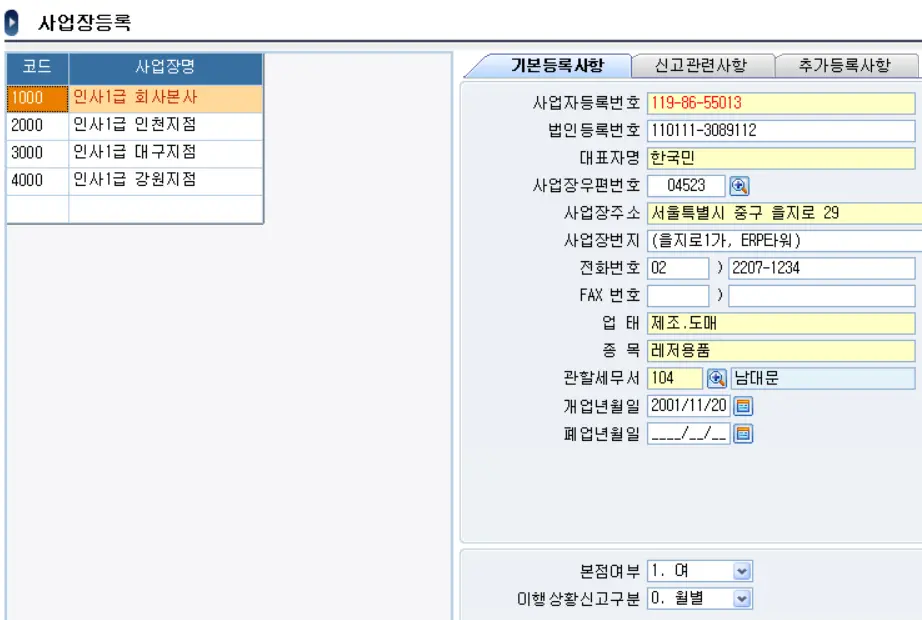 사업장등록
코드 사업장명
1000 인사1급 회사본사
2000 인사1급 인천지점
3000 인사1급 대구지점
4000 인사1급 강원지점
기본등록사항 신고관련사항 추가등록사항
사업자등록번호 119-86-55013
법인등록번호 110111-3089112
대표자명 한국민
사업장우편번호 04523
사업장주소 서울특별시 중구 을지로 29
사업장번지 (을지로1가, ERP타워)
전화번호 02 ) 2207-1234
FAX 번호 )
업 태 제조.도매
종 목 레저용품
관할세무서 104 남대문
개업년월일 2001/11/20
폐업년월일 ____/__/__
본점여부 1. 여
이행상황신고구분 0. 월별